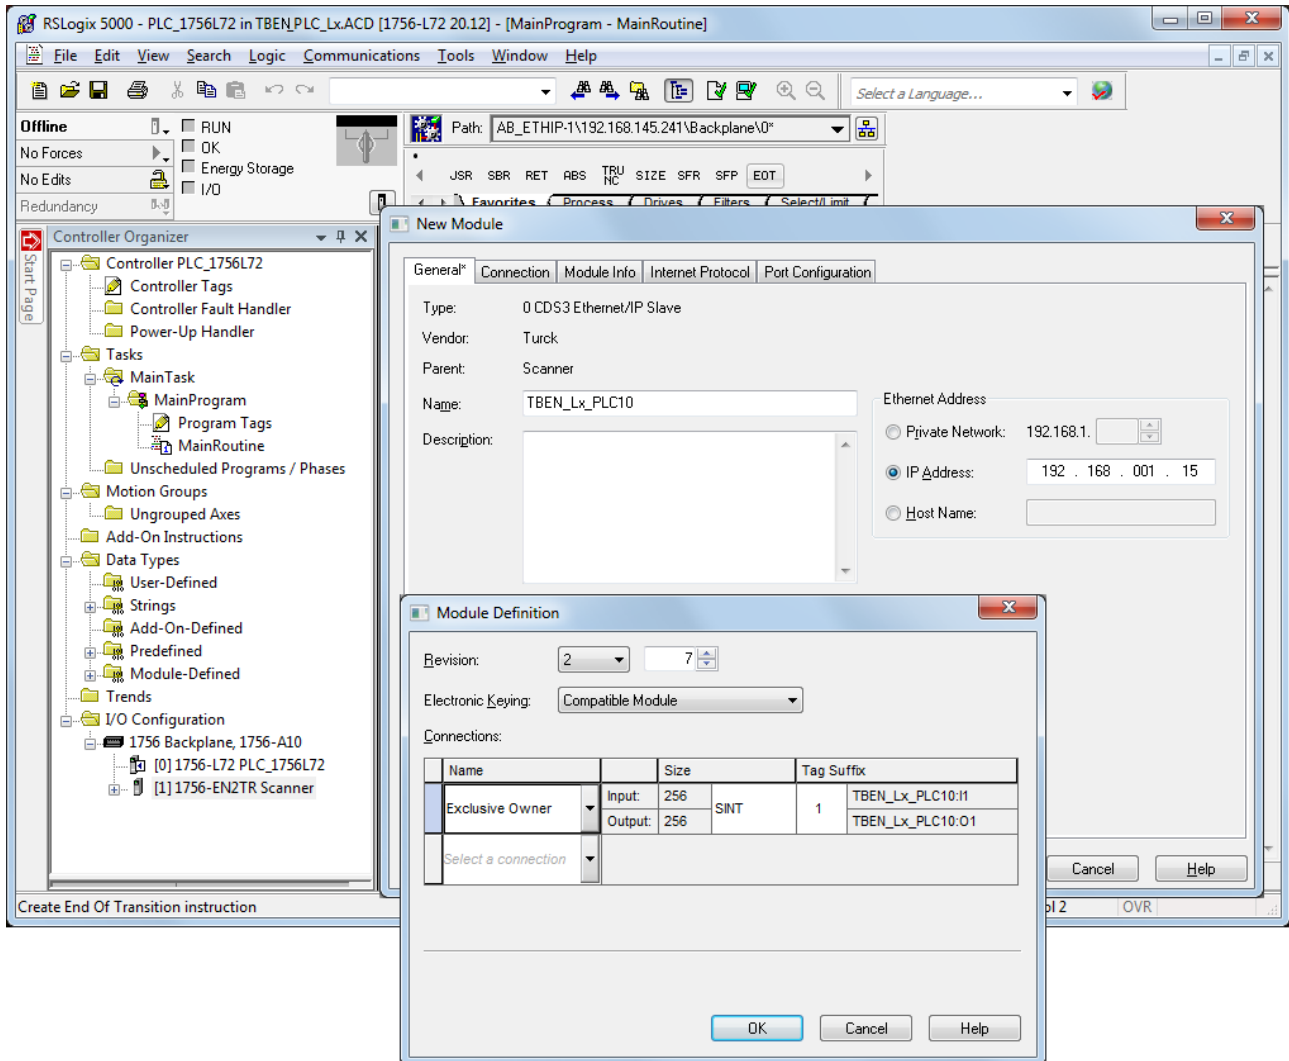 RSLogix 5000 - PLC_1756L72 in TBEN_PLC_Lx.ACD [1756-L72 20.12] - [MainProgram - MainRoutine]
File Edit View Search Logic Communications Tools Window Help
Select a Language...
Offline
RUN
No Forces
OK
No Edits
Energy Storage
I/O
Redundancy
Path: AB_ETHIP-1\192.168.145.241\Backplane\0*
JSR SBR RET ABS TRUNC SIZE SFR SFP EOT
Favorites Process Drives Filters Select/Limit
Start Page
Controller Organizer
Controller PLC_1756L72
Controller Tags
Controller Fault Handler
Power-Up Handler
Tasks
MainTask
MainProgram
Program Tags
MainRoutine
Unscheduled Programs / Phases
Motion Groups
Ungrouped Axes
Add-On Instructions
Data Types
User-Defined
Strings
Add-On-Defined
Predefined
Module-Defined
Trends
I/O Configuration
1756 Backplane, 1756-A10
[0] 1756-L72 PLC_1756L72
[1] 1756-EN2TR Scanner
Create End Of Transition instruction
OVR
New Module
General* Connection Module Info Internet Protocol Port Configuration
Type: 0 CDS3 Ethernet/IP Slave
Vendor: Turck
Parent: Scanner
Name: TBEN_Lx_PLC10
Description:
Ethernet Address
Private Network: 192.168.1.
IP Address: 192 . 168 . 001 . 15
Host Name:
Cancel Help
Module Definition
Revision: 2 7
Electronic Keying: Compatible Module
Connections:
Name Size Tag Suffix
Exclusive Owner Input: 256 SINT 1 TBEN_Lx_PLC10:I1
Output: 256 TBEN_Lx_PLC10:O1
Select a connection
OK Cancel Help